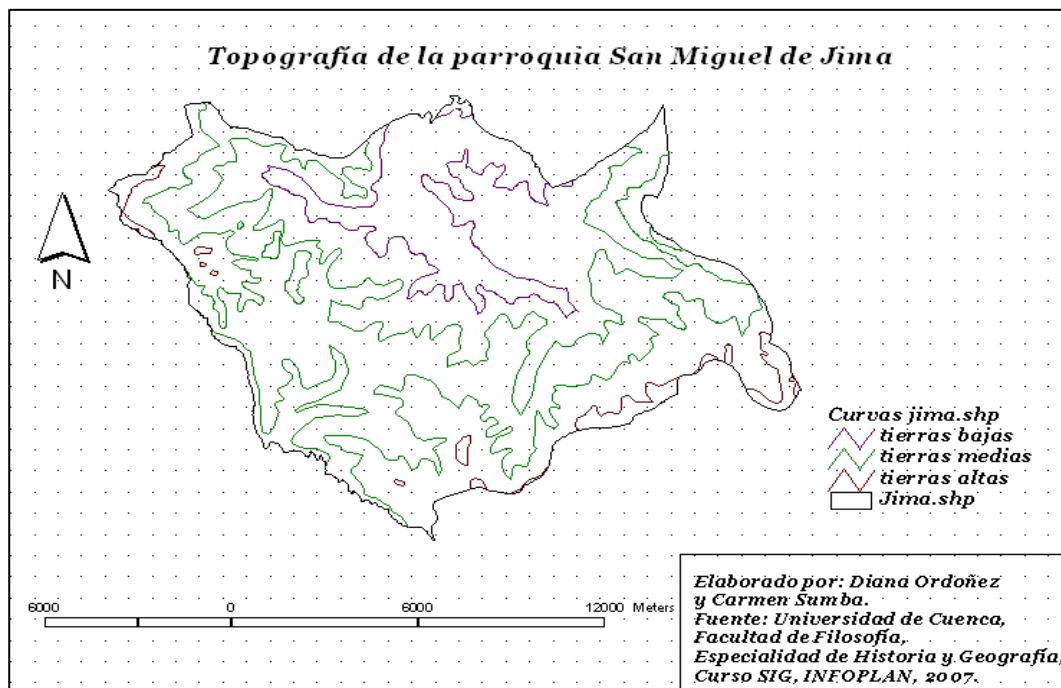 Topografía de la parroquia San Miguel de Jima
N
Curvas jima.shp
tierras bajas
tierras medias
tierras altas
Jima.shp
6000 0 6000 12000 Meters
Elaborado por: Diana Ordoñez
y Carmen Sumba.
Fuente: Universidad de Cuenca,
Facultad de Filosofía,
Especialidad de Historia y Geografía,
Curso SIG, INFOPLAN, 2007.